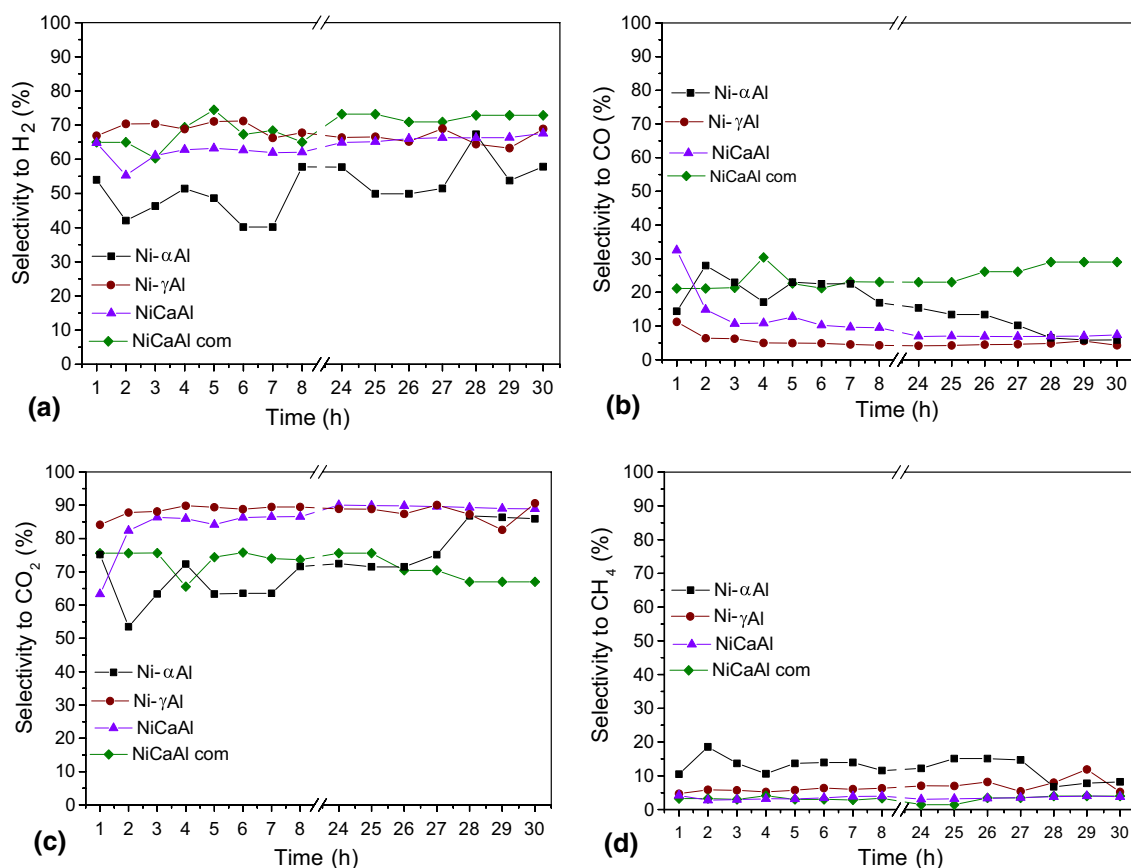 100
90
80
70
60
50
40
30
20
10
0
Selectivity to H2 (%)
Ni-αAl
Ni-γAl
NiCaAl
NiCaAl com
1 2 3 4 5 6 7 8 24 25 26 27 28 29 30
Time (h)
(a)
100
90
80
70
60
50
40
30
20
10
0
Selectivity to CO (%)
Ni-αAl
Ni-γAl
NiCaAl
NiCaAl com
1 2 3 4 5 6 7 8 24 25 26 27 28 29 30
Time (h)
(b)
100
90
80
70
60
50
40
30
20
10
0
Selectivity to CO2 (%)
Ni-αAl
Ni-γAl
NiCaAl
NiCaAl com
1 2 3 4 5 6 7 8 24 25 26 27 28 29 30
Time (h)
(c)
100
90
80
70
60
50
40
30
20
10
0
Selectivity to CH4 (%)
Ni-αAl
Ni-γAl
NiCaAl
NiCaAl com
1 2 3 4 5 6 7 8 24 25 26 27 28 29 30
Time (h)
(d)